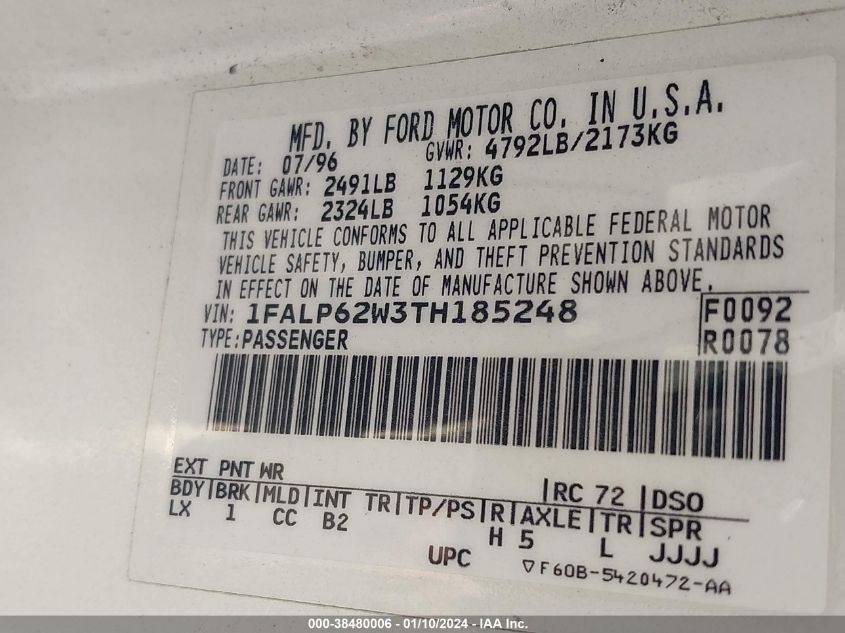 MFD. BY FORD MOTOR CO. IN U.S.A.
DATE: 07/96 GVWR: 4792LB/2173KG
FRONT GAWR: 2491LB 1129KG
REAR GAWR: 2324LB 1054KG
THIS VEHICLE CONFORMS TO ALL APPLICABLE FEDERAL MOTOR
VEHICLE SAFETY, BUMPER, AND THEFT PREVENTION STANDARDS
IN EFFECT ON THE DATE OF MANUFACTURE SHOWN ABOVE.
VIN: 1FALP62W3TH185248 F0092
TYPE: PASSENGER R0078
EXT PNT WR RC 72 DSO
BDY BRK MLD INT TR TP/PS R AXLE TR SPR
LX 1 CC B2 H 5 L JJJJ
UPC ▽F60B-5420472-AA
000-38480006 - 01/10/2024 - IAA Inc.